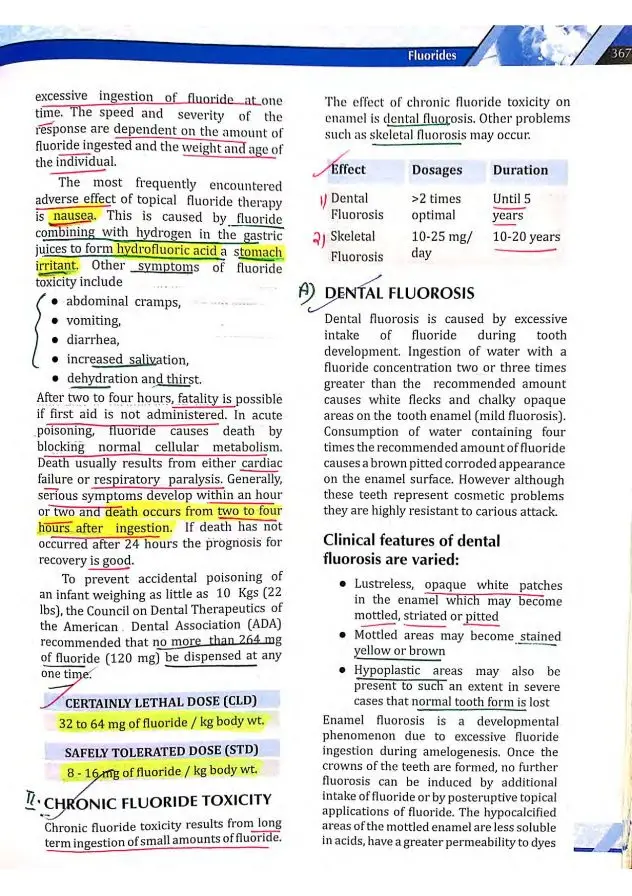 Fluorides
367
excessive ingestion of fluoride at one
time. The speed and severity of the
response are dependent on the amount of
fluoride ingested and the weight and age of
the individual.
The most frequently encountered
adverse effect of topical fluoride therapy
is nausea. This is caused by fluoride
combining with hydrogen in the gastric
juices to form hydrofluoric acid a stomach
irritant. Other symptoms of fluoride
toxicity include
• abdominal cramps,
• vomiting,
• diarrhea,
• increased salivation,
• dehydration and thirst.
After two to four hours, fatality is possible
if first aid is not administered. In acute
poisoning, fluoride causes death by
blocking normal cellular metabolism.
Death usually results from either cardiac
failure or respiratory paralysis. Generally,
serious symptoms develop within an hour
or two and death occurs from two to four
hours after ingestion. If death has not
occurred after 24 hours the prognosis for
recovery is good.
To prevent accidental poisoning of
an infant weighing as little as 10 Kgs (22
lbs), the Council on Dental Therapeutics of
the American Dental Association (ADA)
recommended that no more than 264 mg
of fluoride (120 mg) be dispensed at any
one time.
CERTAINLY LETHAL DOSE (CLD)
32 to 64 mg of fluoride / kg body wt.
SAFELY TOLERATED DOSE (STD)
8 - 16 mg of fluoride / kg body wt.
II. CHRONIC FLUORIDE TOXICITY
Chronic fluoride toxicity results from long
term ingestion of small amounts of fluoride.
The effect of chronic fluoride toxicity on
enamel is dental fluorosis. Other problems
such as skeletal fluorosis may occur.
Effect Dosages Duration
1) Dental >2 times Until 5
Fluorosis optimal years
2) Skeletal 10-25 mg/ 10-20 years
Fluorosis day
A) DENTAL FLUOROSIS
Dental fluorosis is caused by excessive
intake of fluoride during tooth
development. Ingestion of water with a
fluoride concentration two or three times
greater than the recommended amount
causes white flecks and chalky opaque
areas on the tooth enamel (mild fluorosis).
Consumption of water containing four
times the recommended amount of fluoride
causes a brown pitted corroded appearance
on the enamel surface. However although
these teeth represent cosmetic problems
they are highly resistant to carious attack.
Clinical features of dental
fluorosis are varied:
• Lustreless, opaque white patches
in the enamel which may become
mottled, striated or pitted
• Mottled areas may become stained
yellow or brown
• Hypoplastic areas may also be
present to such an extent in severe
cases that normal tooth form is lost
Enamel fluorosis is a developmental
phenomenon due to excessive fluoride
ingestion during amelogenesis. Once the
crowns of the teeth are formed, no further
fluorosis can be induced by additional
intake of fluoride or by posteruptive topical
applications of fluoride. The hypocalcified
areas of the mottled enamel are less soluble
in acids, have a greater permeability to dyes